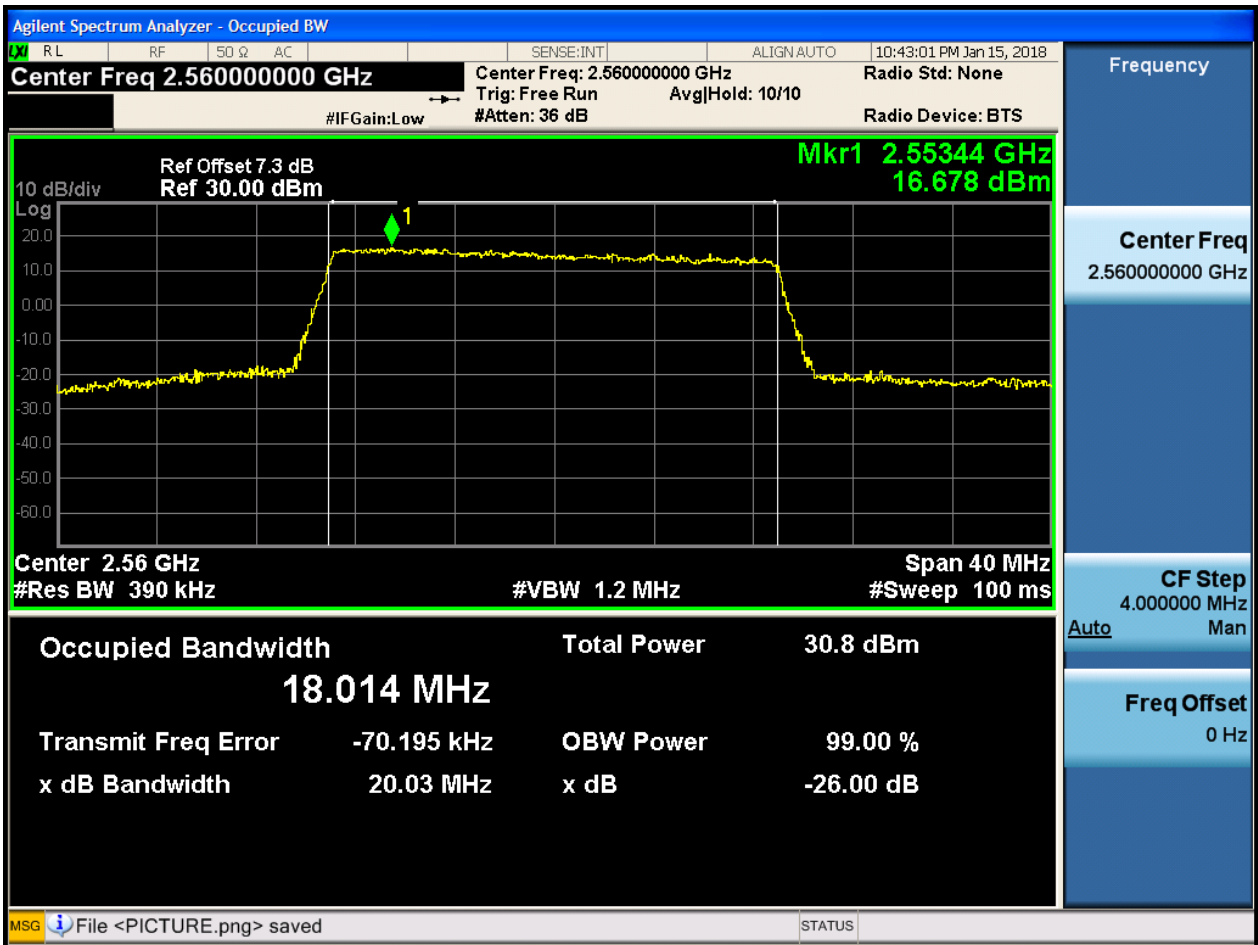 Agilent Spectrum Analyzer - Occupied BW
LXI RL RF 50 Ω AC SENSE:INT ALIGN AUTO 10:43:01 PM Jan 15, 2018
Center Freq 2.560000000 GHz
Center Freq: 2.560000000 GHz Radio Std: None
Trig: Free Run Avg|Hold: 10/10
#IFGain:Low #Atten: 36 dB Radio Device: BTS
Mkr1 2.55344 GHz
16.678 dBm
Ref Offset 7.3 dB
10 dB/div Ref 30.00 dBm
Log
1
20.0
10.0
0.00
-10.0
-20.0
-30.0
-40.0
-50.0
-60.0
Center 2.56 GHz Span 40 MHz
#Res BW 390 kHz #VBW 1.2 MHz #Sweep 100 ms
Occupied Bandwidth Total Power 30.8 dBm
18.014 MHz
Transmit Freq Error -70.195 kHz OBW Power 99.00 %
x dB Bandwidth 20.03 MHz x dB -26.00 dB
Frequency
Center Freq
2.560000000 GHz
CF Step
4.000000 MHz
Auto Man
Freq Offset
0 Hz
MSG File <PICTURE.png> saved STATUS